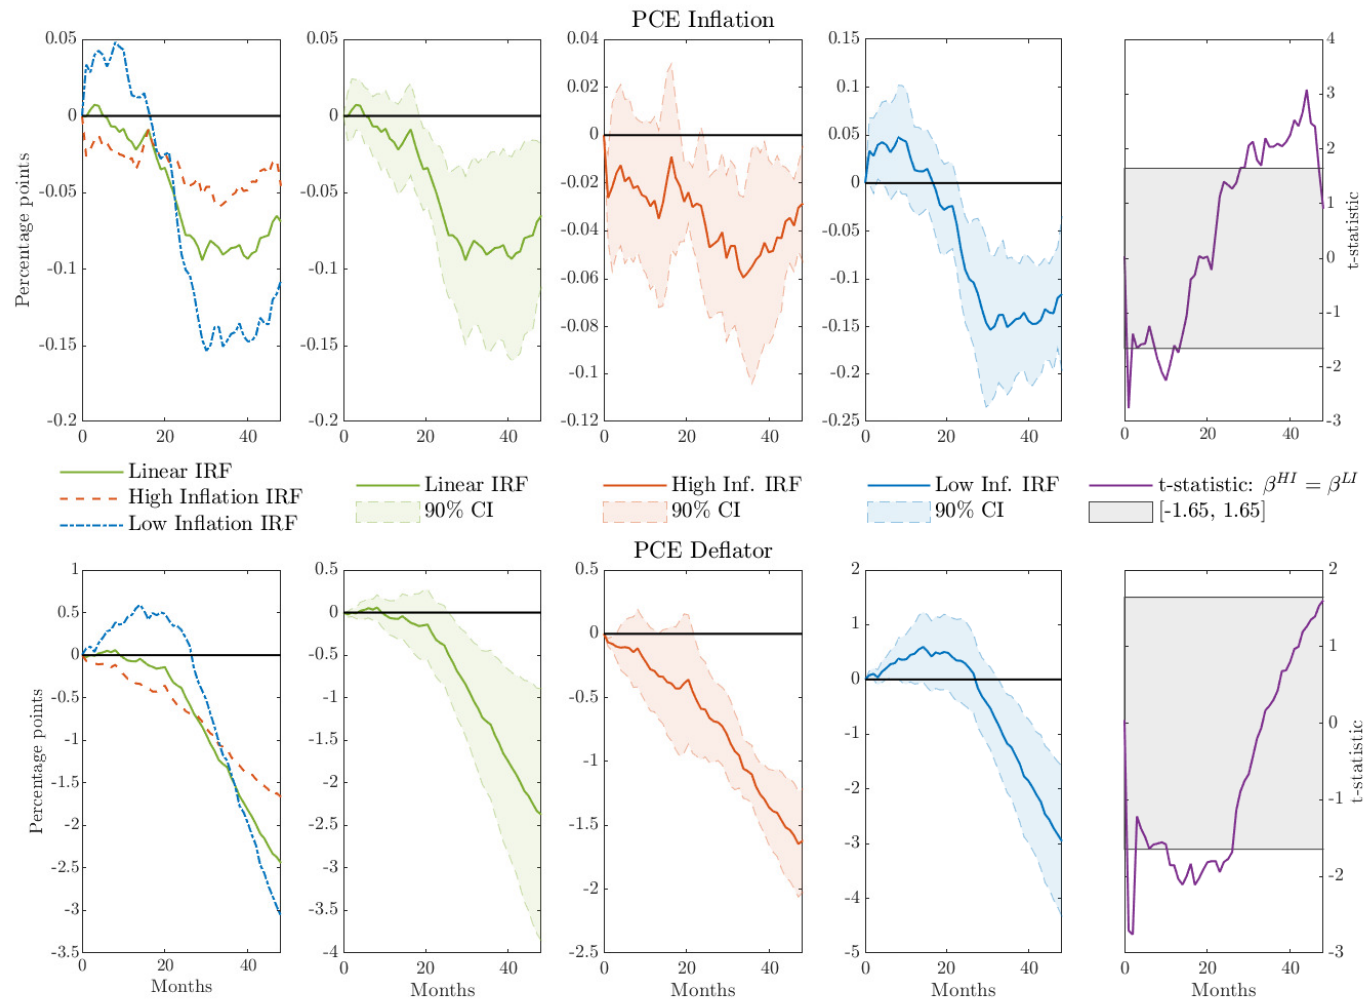 PCE Inflation
Percentage points
0.05
0
-0.05
-0.1
-0.15
-0.2
0 20 40
0.05
0
-0.05
-0.1
-0.15
-0.2
0 20 40
0.04
0.02
0
-0.02
-0.04
-0.06
-0.08
-0.1
-0.12
0 20 40
0.15
0.1
0.05
0
-0.05
-0.1
-0.15
-0.2
-0.25
0 20 40
4
3
2
1
0
-1
-2
-3
t-statistic
0 20 40
Linear IRF
High Inflation IRF
Low Inflation IRF
Linear IRF
90% CI
High Inf. IRF
90% CI
Low Inf. IRF
90% CI
t-statistic: β^{HI} = β^{LI}
[-1.65, 1.65]
PCE Deflator
Percentage points
1
0.5
0
-0.5
-1
-1.5
-2
-2.5
-3
-3.5
0 20 40
Months
0.5
0
-0.5
-1
-1.5
-2
-2.5
-3
-3.5
-4
0 20 40
Months
0.5
0
-0.5
-1
-1.5
-2
-2.5
0 20 40
Months
2
1
0
-1
-2
-3
-4
-5
0 20 40
Months
2
1
0
-1
-2
-3
t-statistic
0 20 40
Months